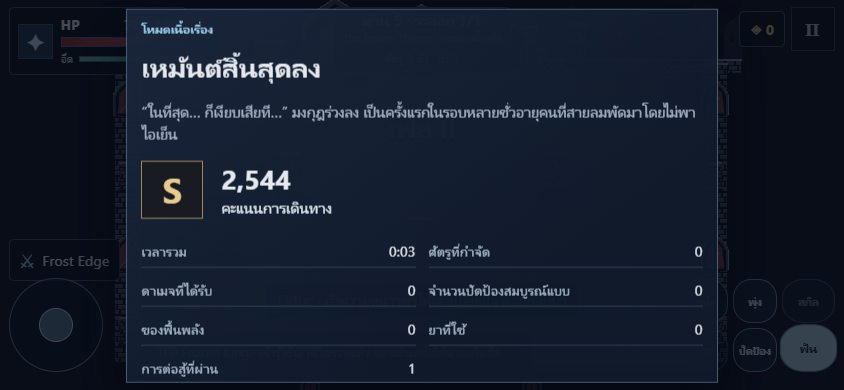 HP
อึด
0
II
โหมดเนื้อเรื่อง
เหมันต์สิ้นสุดลง
“ในที่สุด... ก็เงียบเสียที...” มงกุฎร่วงลง เป็นครั้งแรกในรอบหลายชั่วอายุคนที่สายลมพัดมาโดยไม่พา
ไอเย็น
S
2,544
คะแนนการเดินทาง
เวลารวม 0:03
ศัตรูที่กำจัด 0
ดาเมจที่ได้รับ 0
จำนวนปัดป้องสมบูรณ์แบบ 0
ของฟื้นพลัง 0
ยาที่ใช้ 0
การต่อสู้ที่ผ่าน 1
Frost Edge
พุ่ง
สกิล
ปัดป้อง
ฟัน